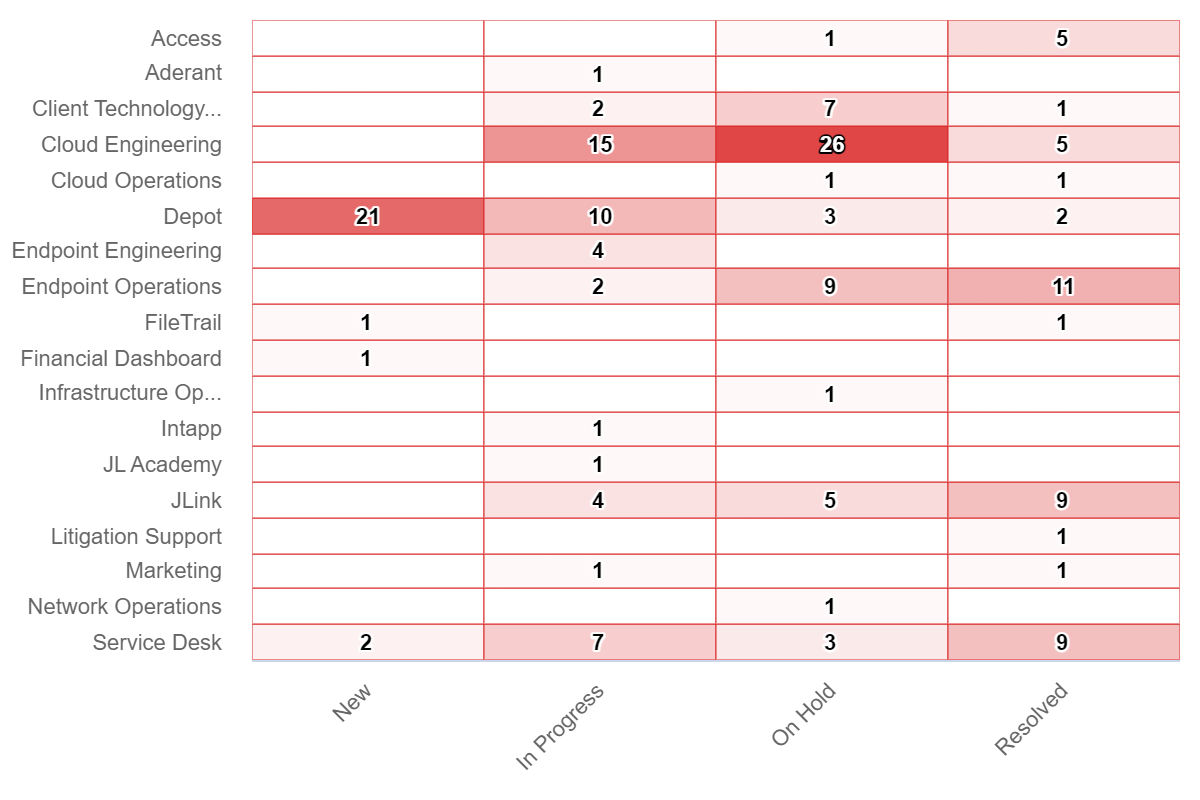 Access 1 5
Aderant 1
Client Technology... 2 7 1
Cloud Engineering 15 26 5
Cloud Operations 1 1
Depot 21 10 3 2
Endpoint Engineering 4
Endpoint Operations 2 9 11
FileTrail 1 1
Financial Dashboard 1
Infrastructure Op... 1
Intapp 1
JL Academy 1
JLink 4 5 9
Litigation Support 1
Marketing 1 1
Network Operations 1
Service Desk 2 7 3 9
New In Progress On Hold Resolved